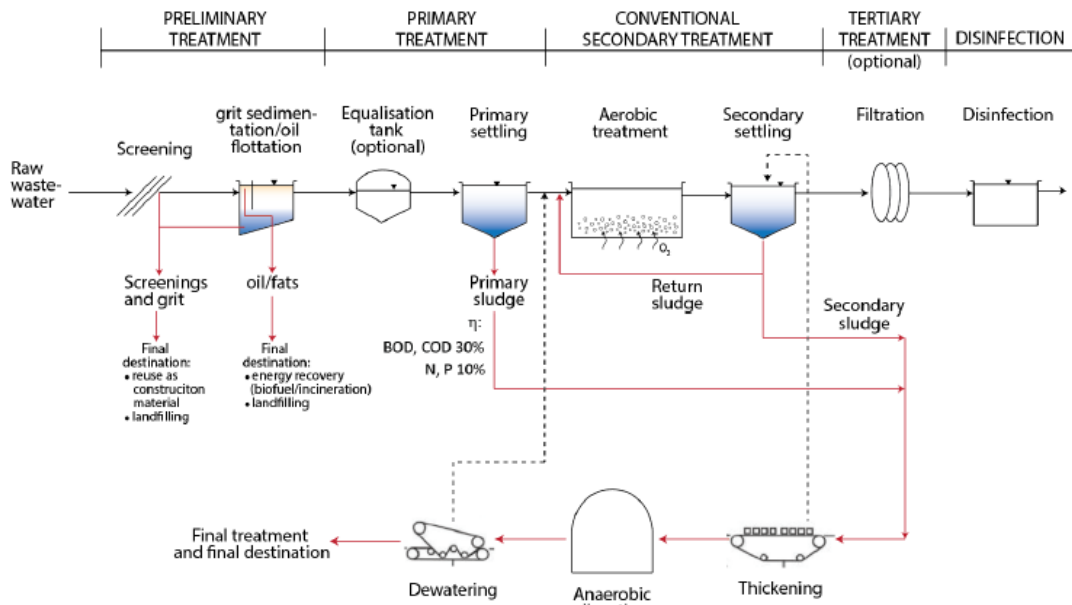 PRELIMINARY
TREATMENT
PRIMARY
TREATMENT
CONVENTIONAL
SECONDARY TREATMENT
TERTIARY
TREATMENT
(optional)
DISINFECTION
Raw
waste-
water
Screening
grit sedimen-
tation/oil
flottation
Equalisation
tank
(optional)
Primary
settling
Aerobic
treatment
Secondary
settling
Filtration
Disinfection
O2
Screenings
and grit
oil/fats
Primary
sludge
Return
sludge
Secondary
sludge
η:
BOD, COD 30%
N, P 10%
Final
destination:
• reuse as
construciton
material
• landfilling
Final
destination:
• energy recovery
(biofuel/incineration)
• landfilling
Final treatment
and final destination
Dewatering
Anaerobic
Thickening